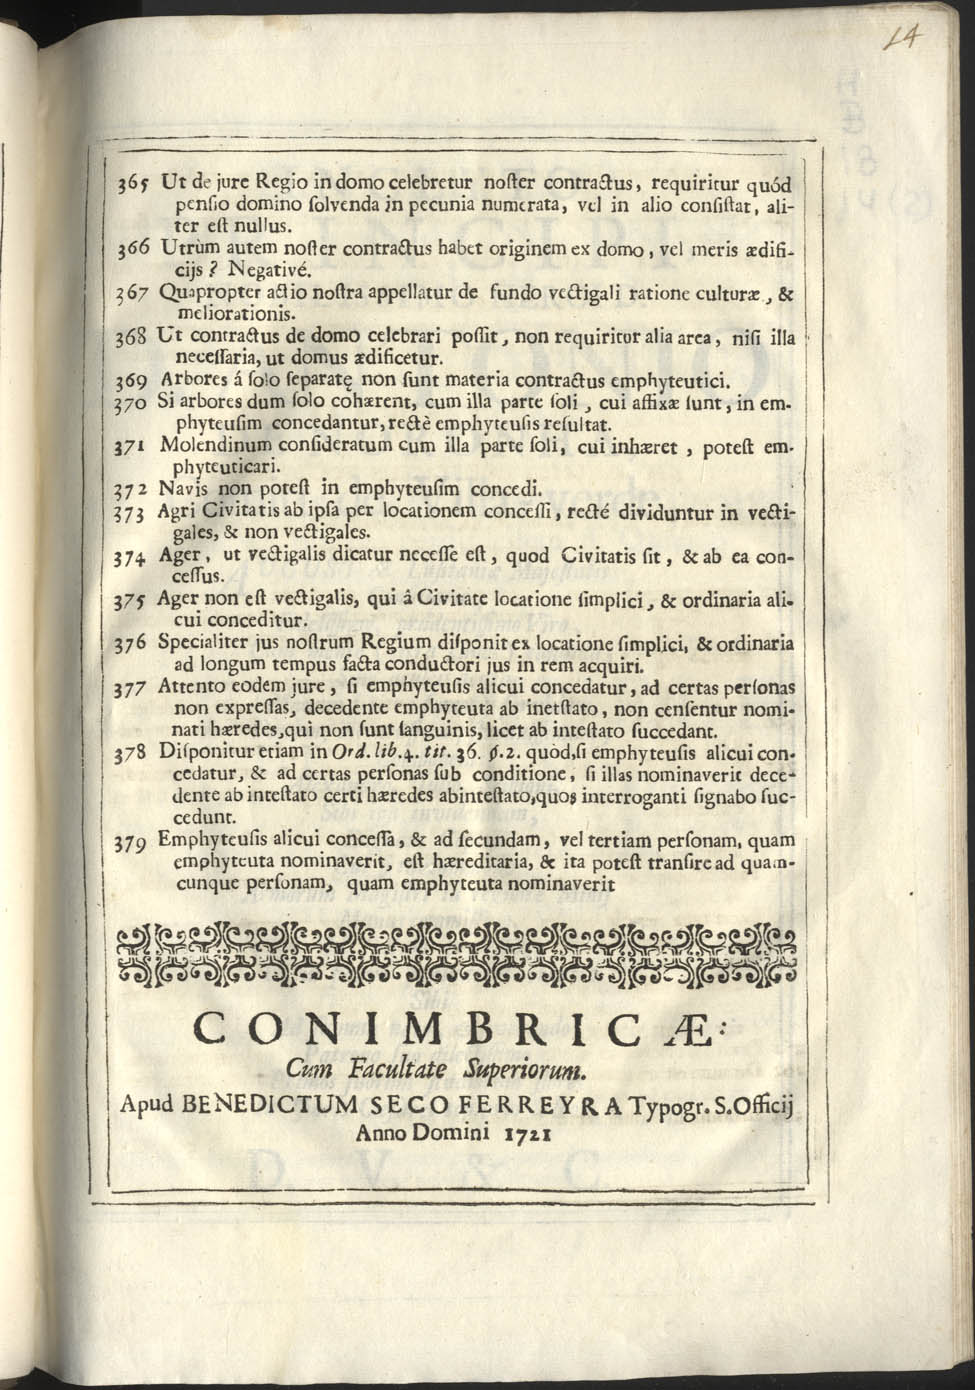 14
365 Ut de jure Regio in domo celebretur noster contractus, requiritur quód
pensio domino solvenda in pecunia numerata, vel in alio consistat, ali-
ter est nullus.
366 Utrùm autem noster contractus habet originem ex domo, vel meris ædifi-
cijs? Negativé.
367 Quapropter actio nostra appellatur de fundo vectigali ratione culturæ, &
meliorationis.
368 Ut contractus de domo celebrari possit, non requiritur alia area, nisi illa
necessaria, ut domus ædificetur.
369 Arbores á solo separatę non sunt materia contractus emphyteutici.
370 Si arbores dum solo cohærent, cum illa parte soli, cui affixæ sunt, in em-
phyteusim concedantur, rectè emphyteusis resultat.
371 Molendinum consideratum cum illa parte soli, cui inhæret, potest em-
phyteuticari.
372 Navis non potest in emphyteusim concedi.
373 Agri Civitatis ab ipsa per locationem concessi, recté dividuntur in vecti-
gales, & non vectigales.
374 Ager, ut vectigalis dicatur necesse est, quod Civitatis sit, & ab ea con-
cessus.
375 Ager non est vectigalis, qui â Civitate locatione simplici, & ordinaria ali-
cui conceditur.
376 Specialiter jus nostrum Regium disponit ex locatione simplici, & ordinaria
ad longum tempus facta conductori jus in rem acquiri.
377 Attento eodem jure, si emphyteusis alicui concedatur, ad certas personas
non expressas, decedente emphyteuta ab inetstato, non censentur nomi-
nati hæredes, qui non sunt sanguinis, licet ab intestato succedant.
378 Disponitur etiam in Ord. lib. 4. tit. 36. §. 2. quòd, si emphyteusis alicui con-
cedatur, & ad certas personas sub conditione, si illas nominaverit dece-
dente ab intestato certi hæredes abintestato, quos interroganti signabo suc-
cedunt.
379 Emphyteusis alicui concessa, & ad secundam, vel tertiam personam, quam
emphyteuta nominaverit, est hæreditaria, & ita potest transire ad quam-
cunque personam, quam emphyteuta nominaverit
CONIMBRICÆ:
Cum Facultate Superiorum.
Apud BENEDICTUM SECO FERREYRA Typogr. S. Officij
Anno Domini 1721